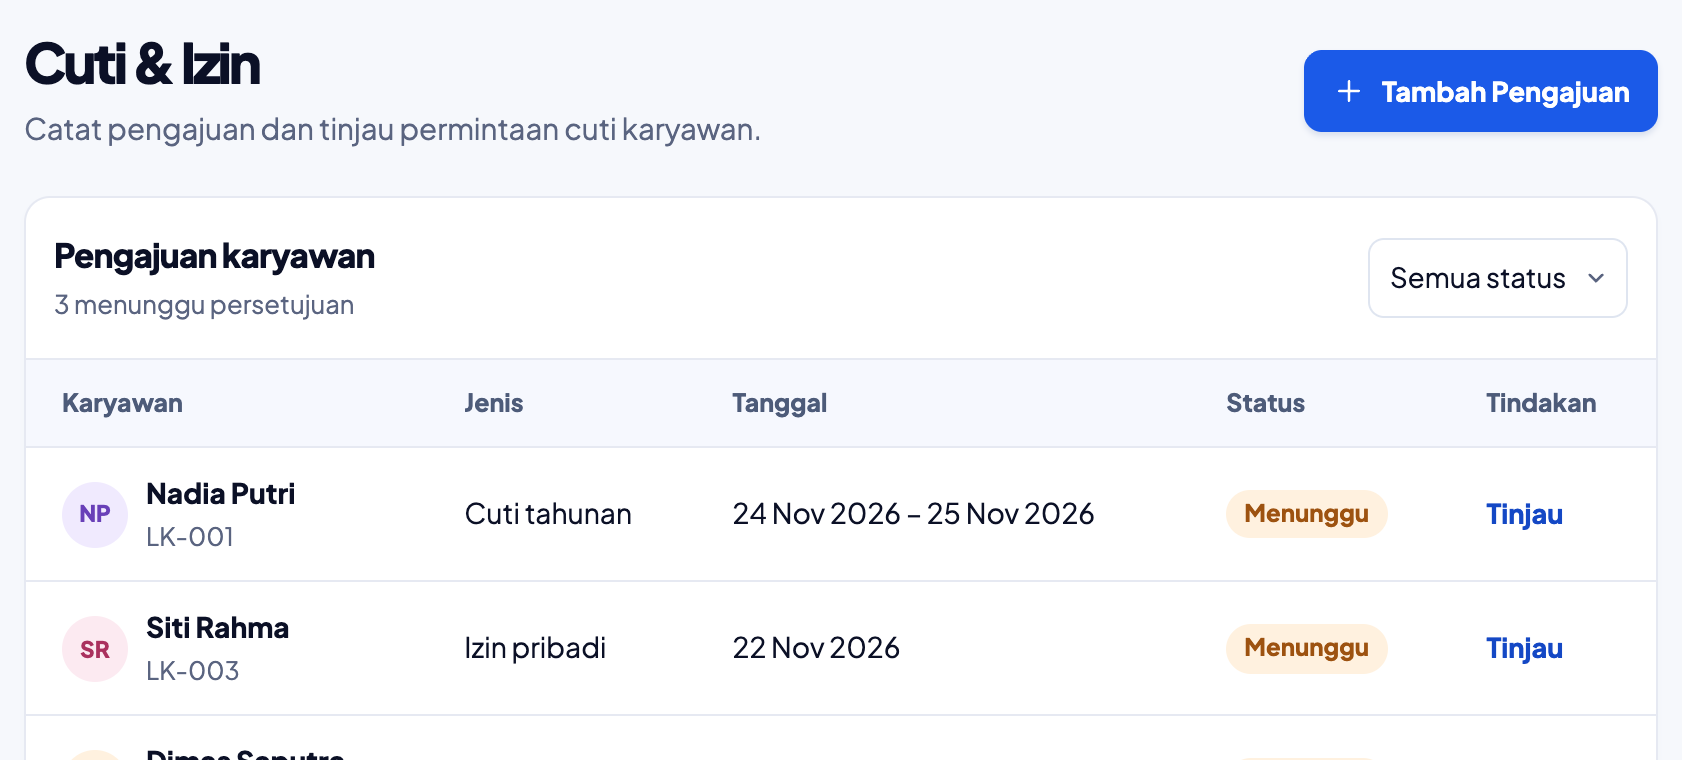 Cuti & Izin
Catat pengajuan dan tinjau permintaan cuti karyawan.
+ Tambah Pengajuan
Pengajuan karyawan
3 menunggu persetujuan
Semua status
Karyawan Jenis Tanggal Status Tindakan
NP Nadia Putri Cuti tahunan 24 Nov 2026 – 25 Nov 2026 Menunggu Tinjau
LK-001
SR Siti Rahma Izin pribadi 22 Nov 2026 Menunggu Tinjau
LK-003
Dimas Saputra